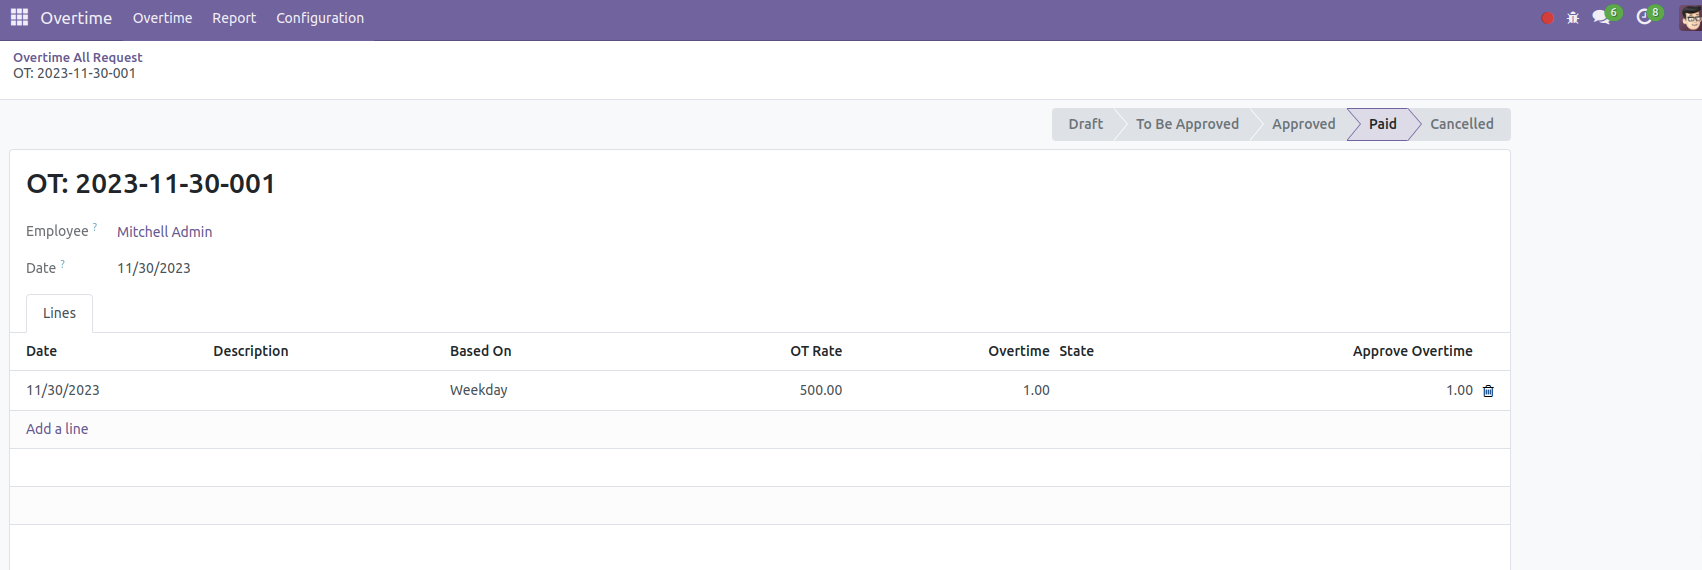 Overtime Overtime Report Configuration 6 8
Overtime All Request
OT: 2023-11-30-001
Draft To Be Approved Approved Paid Cancelled
OT: 2023-11-30-001
Employee ? Mitchell Admin
Date ? 11/30/2023
Lines
Date Description Based On OT Rate Overtime State Approve Overtime
11/30/2023 Weekday 500.00 1.00 1.00
Add a line